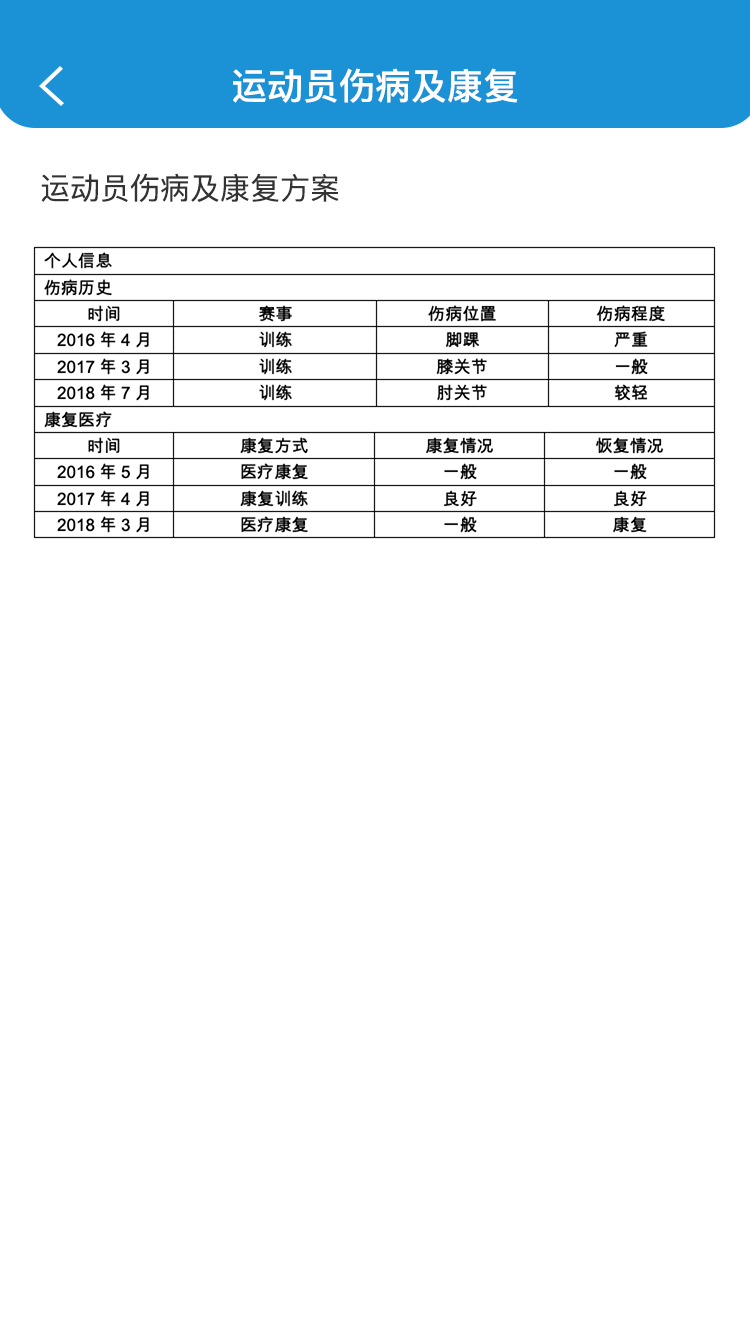 运动员伤病及康复
运动员伤病及康复方案
个人信息
伤病历史
时间 赛事 伤病位置 伤病程度
2016 年 4 月 训练 脚踝 严重
2017 年 3 月 训练 膝关节 一般
2018 年 7 月 训练 肘关节 较轻
康复医疗
时间 康复方式 康复情况 恢复情况
2016 年 5 月 医疗康复 一般 一般
2017 年 4 月 康复训练 良好 良好
2018 年 3 月 医疗康复 一般 康复